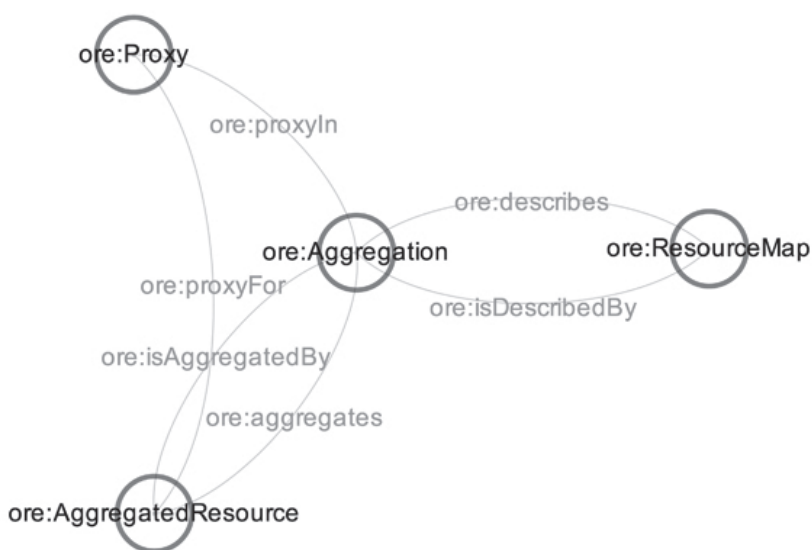 ore:Proxy
ore:proxyIn
ore:describes
ore:Aggregation
ore:ResourceMap
ore:proxyFor
ore:isDescribedBy
ore:isAggregatedBy
ore:aggregates
ore:AggregatedResource